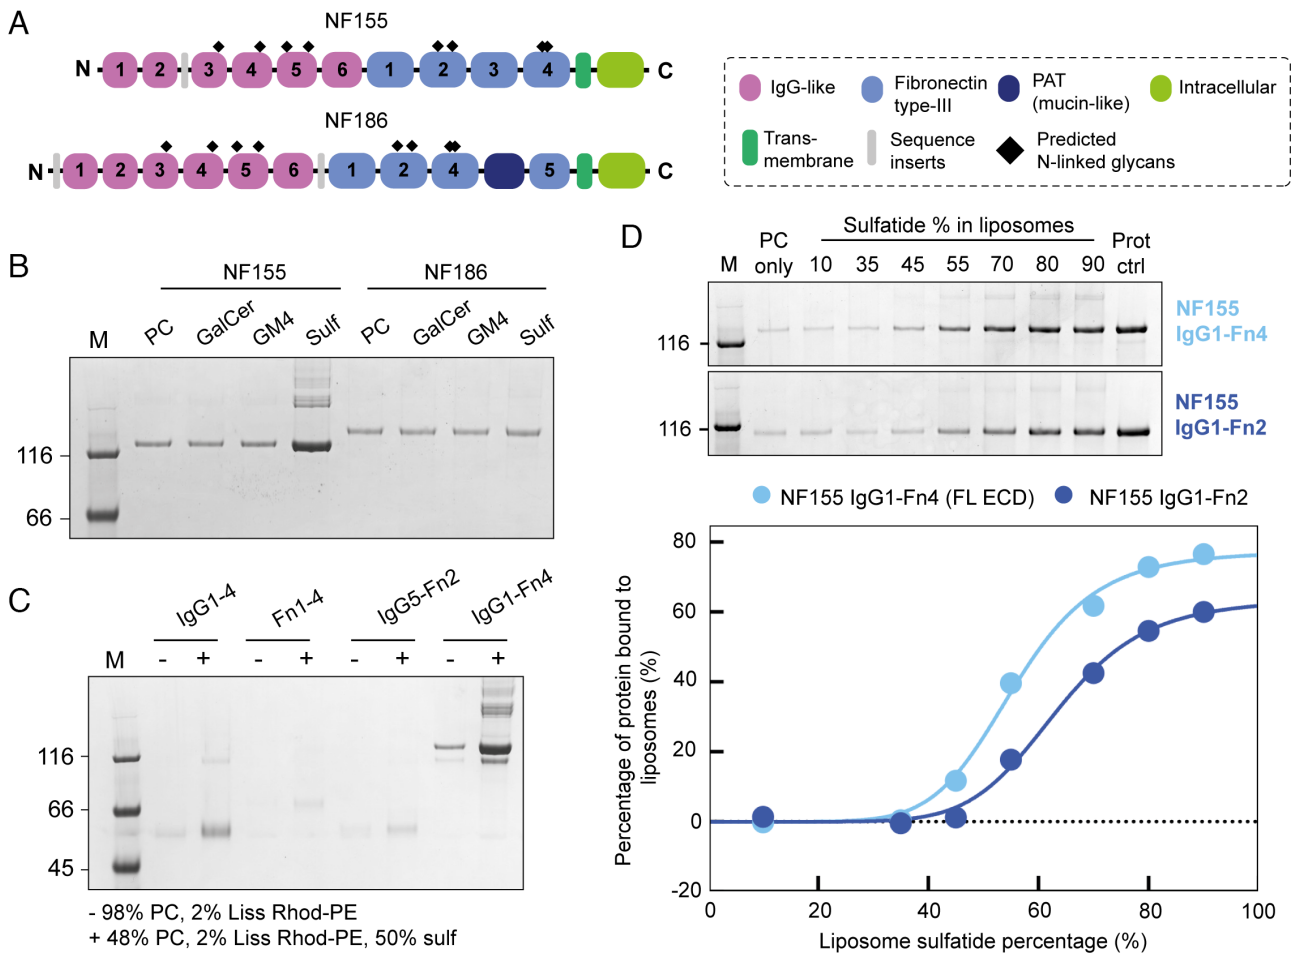 A
NF155
N 1 2 3 4 5 6 1 2 3 4 C
NF186
N 1 2 3 4 5 6 1 2 4 5 C
IgG-like
Fibronectin
type-III
PAT
(mucin-like)
Intracellular
Trans-
membrane
Sequence
inserts
Predicted
N-linked glycans
B
NF155 NF186
M PC GalCer GM4 Sulf PC GalCer GM4 Sulf
116
66
C
IgG1-4 Fn1-4 IgG5-Fn2 IgG1-Fn4
M - + - + - + - +
116
66
45
- 98% PC, 2% Liss Rhod-PE
+ 48% PC, 2% Liss Rhod-PE, 50% sulf
D
Sulfatide % in liposomes
PC Prot
M only 10 35 45 55 70 80 90 ctrl
116
NF155
IgG1-Fn4
116
NF155
IgG1-Fn2
NF155 IgG1-Fn4 (FL ECD) NF155 IgG1-Fn2
Percentage of protein bound to
liposomes (%)
80
60
40
20
0
-20
0 20 40 60 80 100
Liposome sulfatide percentage (%)